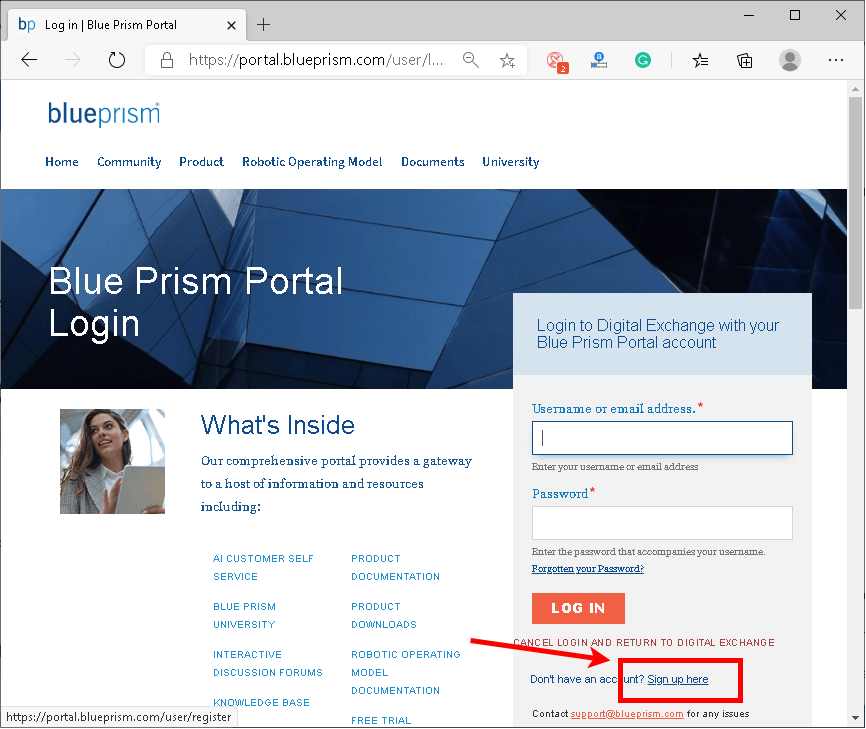 bp Log in | Blue Prism Portal
https://portal.blueprism.com/user/l...
2
a
G
blueprism
Home Community Product Robotic Operating Model Documents University
Blue Prism Portal
Login
Login to Digital Exchange with your
Blue Prism Portal account
Username or email address.*
Enter your username or email address
Password*
Enter the password that accompanies your username.
Forgotten your Password?
LOG IN
CANCEL LOGIN AND RETURN TO DIGITAL EXCHANGE
Don't have an account? Sign up here
Contact support@blueprism.com for any issues
What's Inside
Our comprehensive portal provides a gateway
to a host of information and resources
including:
AI CUSTOMER SELF
SERVICE
BLUE PRISM
UNIVERSITY
INTERACTIVE
DISCUSSION FORUMS
KNOWLEDGE BASE
PRODUCT
DOCUMENTATION
PRODUCT
DOWNLOADS
ROBOTIC OPERATING
MODEL
DOCUMENTATION
FREE TRIAL
https://portal.blueprism.com/user/register